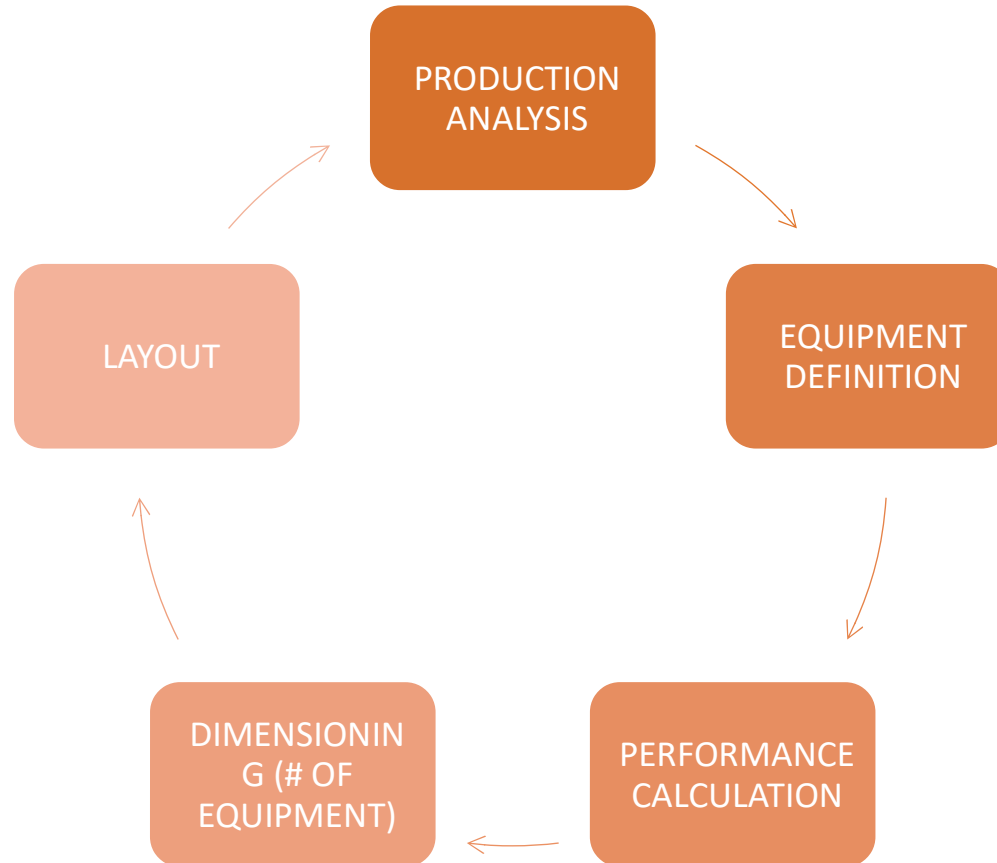 PRODUCTION
ANALYSIS
EQUIPMENT
DEFINITION
PERFORMANCE
CALCULATION
DIMENSIONIN
G (# OF
EQUIPMENT)
LAYOUT